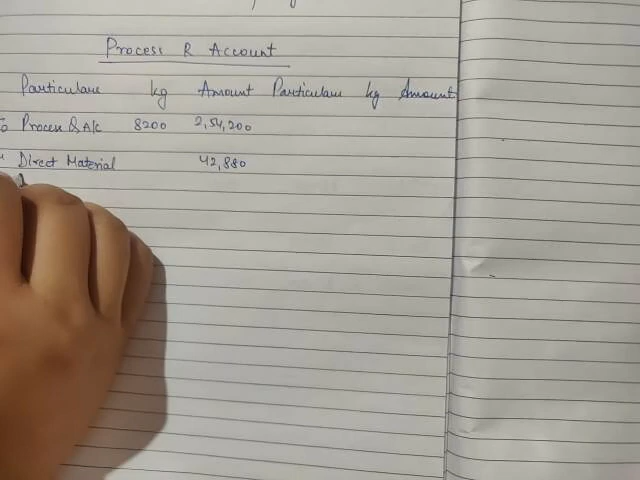 Process R Account
Particulars kg Amount Particulars kg Amount
To Process Q A/c 8200 2,54,200
" Direct Material 42,880